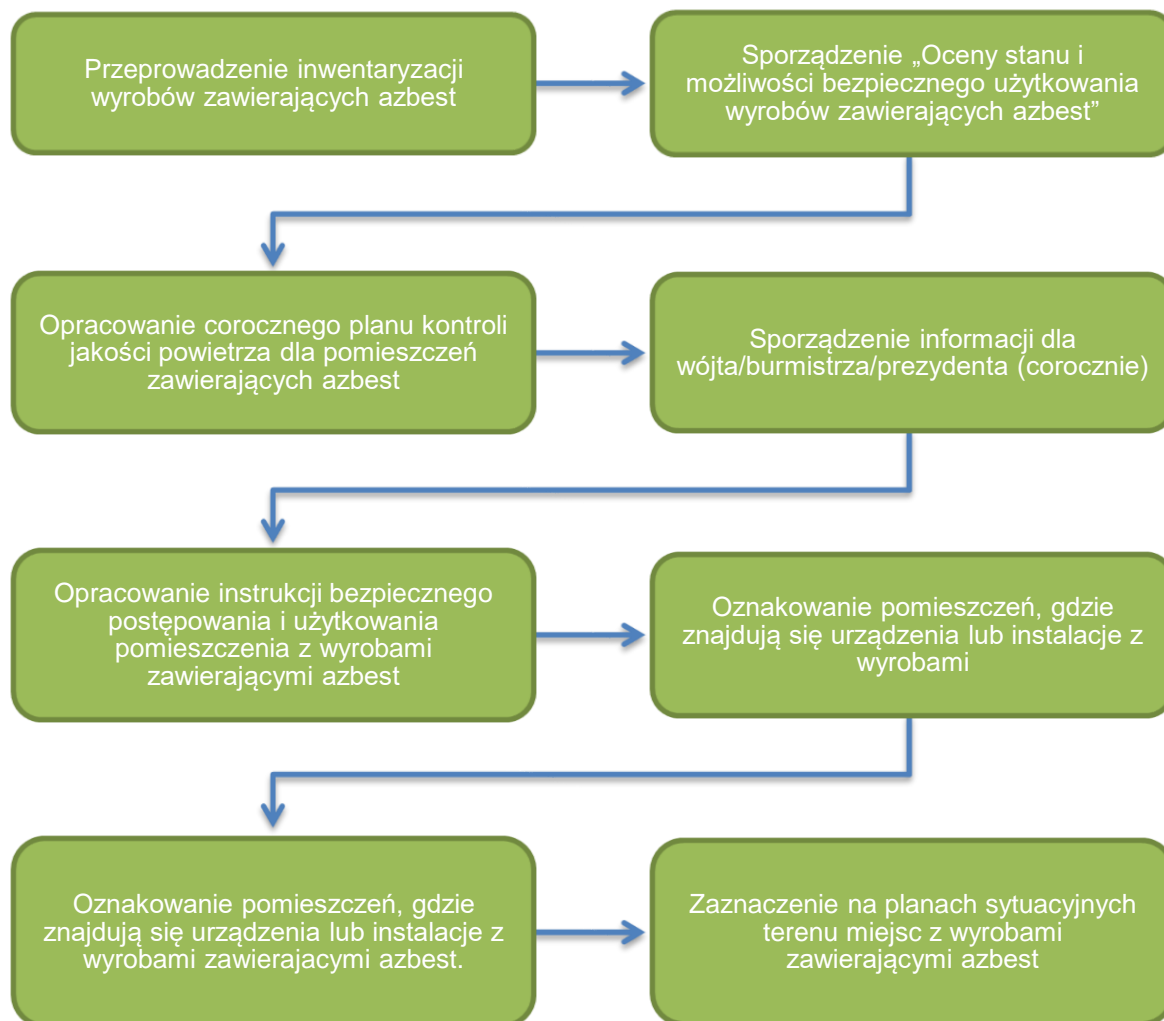 Przeprowadzenie inwentaryzacji
wyrobów zawierających azbest
Sporządzenie „Oceny stanu i
możliwości bezpiecznego użytkowania
wyrobów zawierających azbest”
Opracowanie corocznego planu kontroli
jakości powietrza dla pomieszczeń
zawierających azbest
Sporządzenie informacji dla
wójta/burmistrza/prezydenta (corocznie)
Opracowanie instrukcji bezpiecznego
postępowania i użytkowania
pomieszczenia z wyrobami
zawierającymi azbest
Oznakowanie pomieszczeń, gdzie
znajdują się urządzenia lub instalacje z
wyrobami
Oznakowanie pomieszczeń, gdzie
znajdują się urządzenia lub instalacje z
wyrobami zawierajacymi azbest.
Zaznaczenie na planach sytuacyjnych
terenu miejsc z wyrobami
zawierającymi azbest